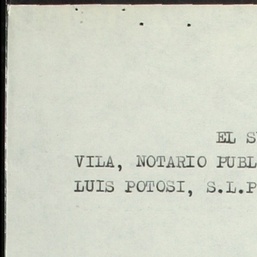 EL S
VILA, NOTARIO PUBL
LUIS POTOSI, S.L.P